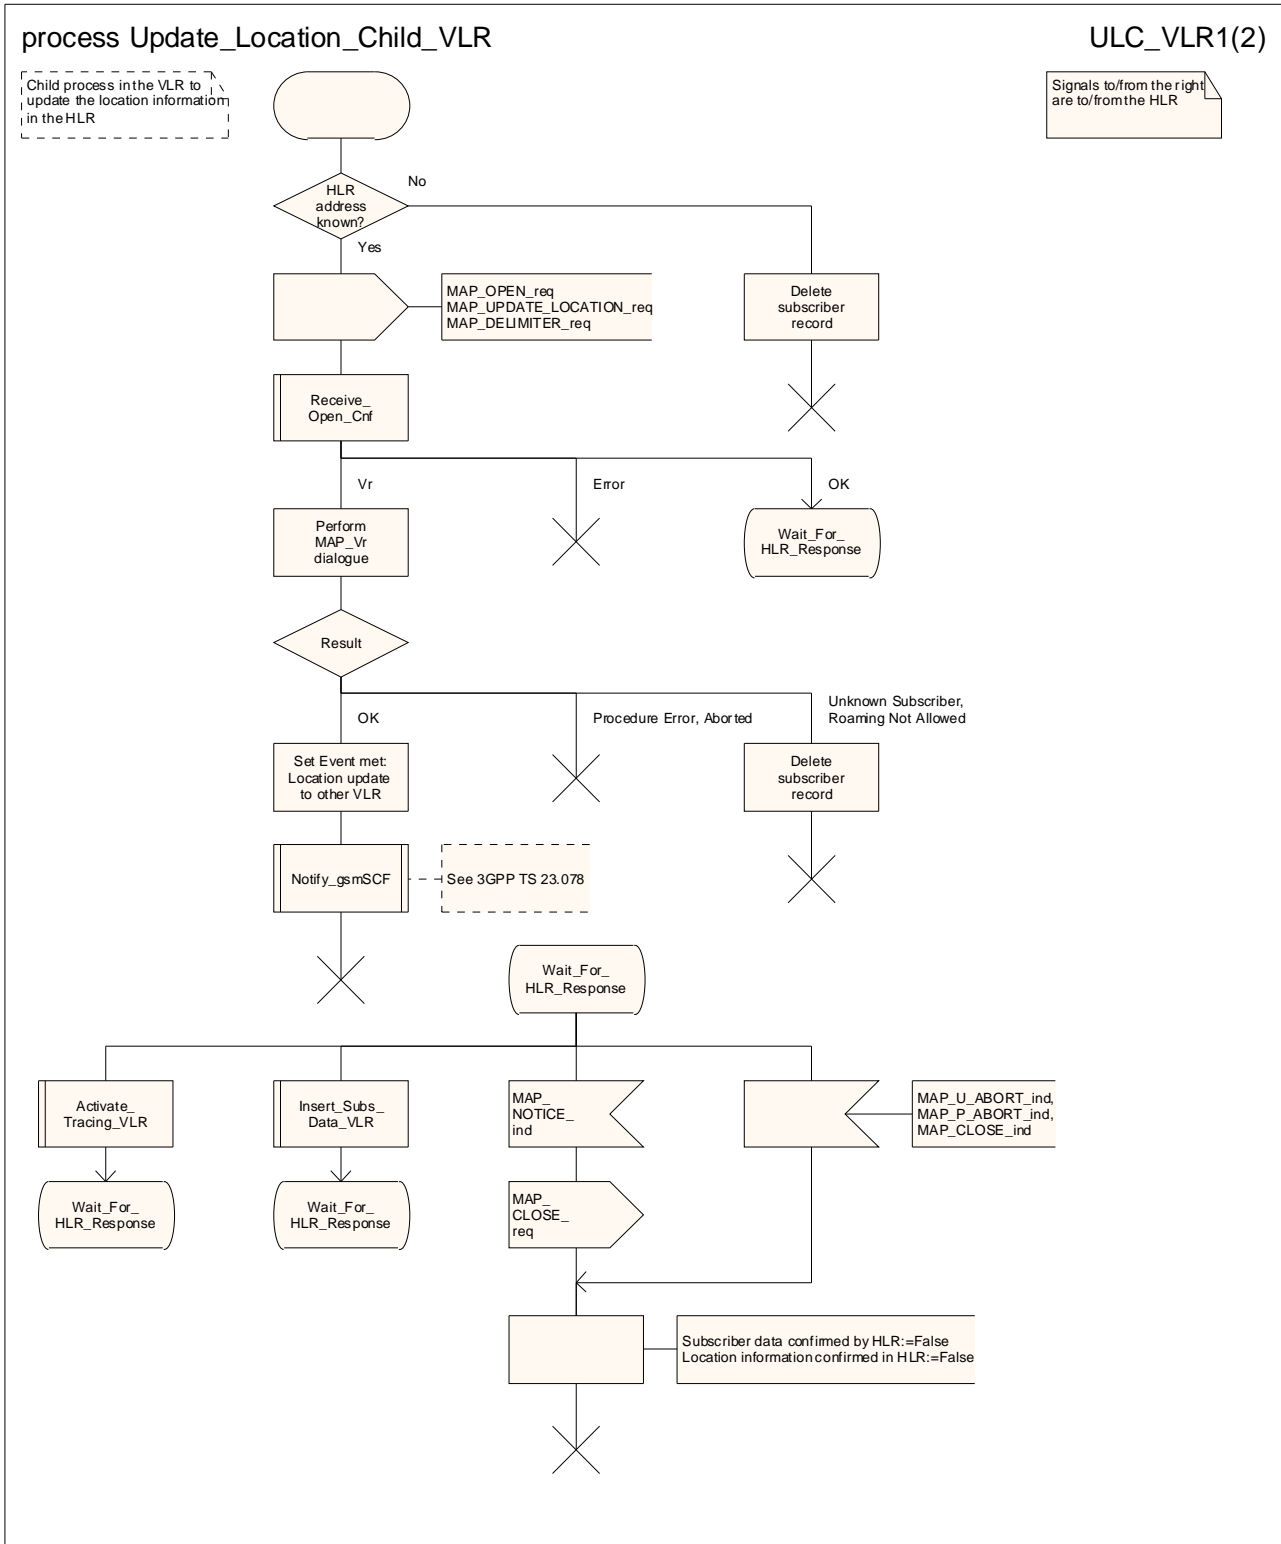 process Update_Location_Child_VLR
ULC_VLR1(2)
Child process in the VLR to
update the location information
in the HLR
Signals to/from the right
are to/from the HLR
HLR
address
known?
No
Yes
MAP_OPEN_req
MAP_UPDATE_LOCATION_req
MAP_DELIMITER_req
Delete
subscriber
record
Receive_
Open_Cnf
Vr
Error
OK
Perform
MAP_Vr
dialogue
Wait_For_
HLR_Response
Result
OK
Procedure Error, Aborted
Unknown Subscriber,
Roaming Not Allowed
Set Event met:
Location update
to other VLR
Delete
subscriber
record
Notify_gsmSCF
See 3GPP TS 23.078
Wait_For_
HLR_Response
Activate_
Tracing_VLR
Insert_Subs_
Data_VLR
MAP_
NOTICE_
ind
MAP_U_ABORT_ind,
MAP_P_ABORT_ind,
MAP_CLOSE_ind
Wait_For_
HLR_Response
Wait_For_
HLR_Response
MAP_
CLOSE_
req
Subscriber data confirmed by HLR:=False
Location information confirmed in HLR:=False